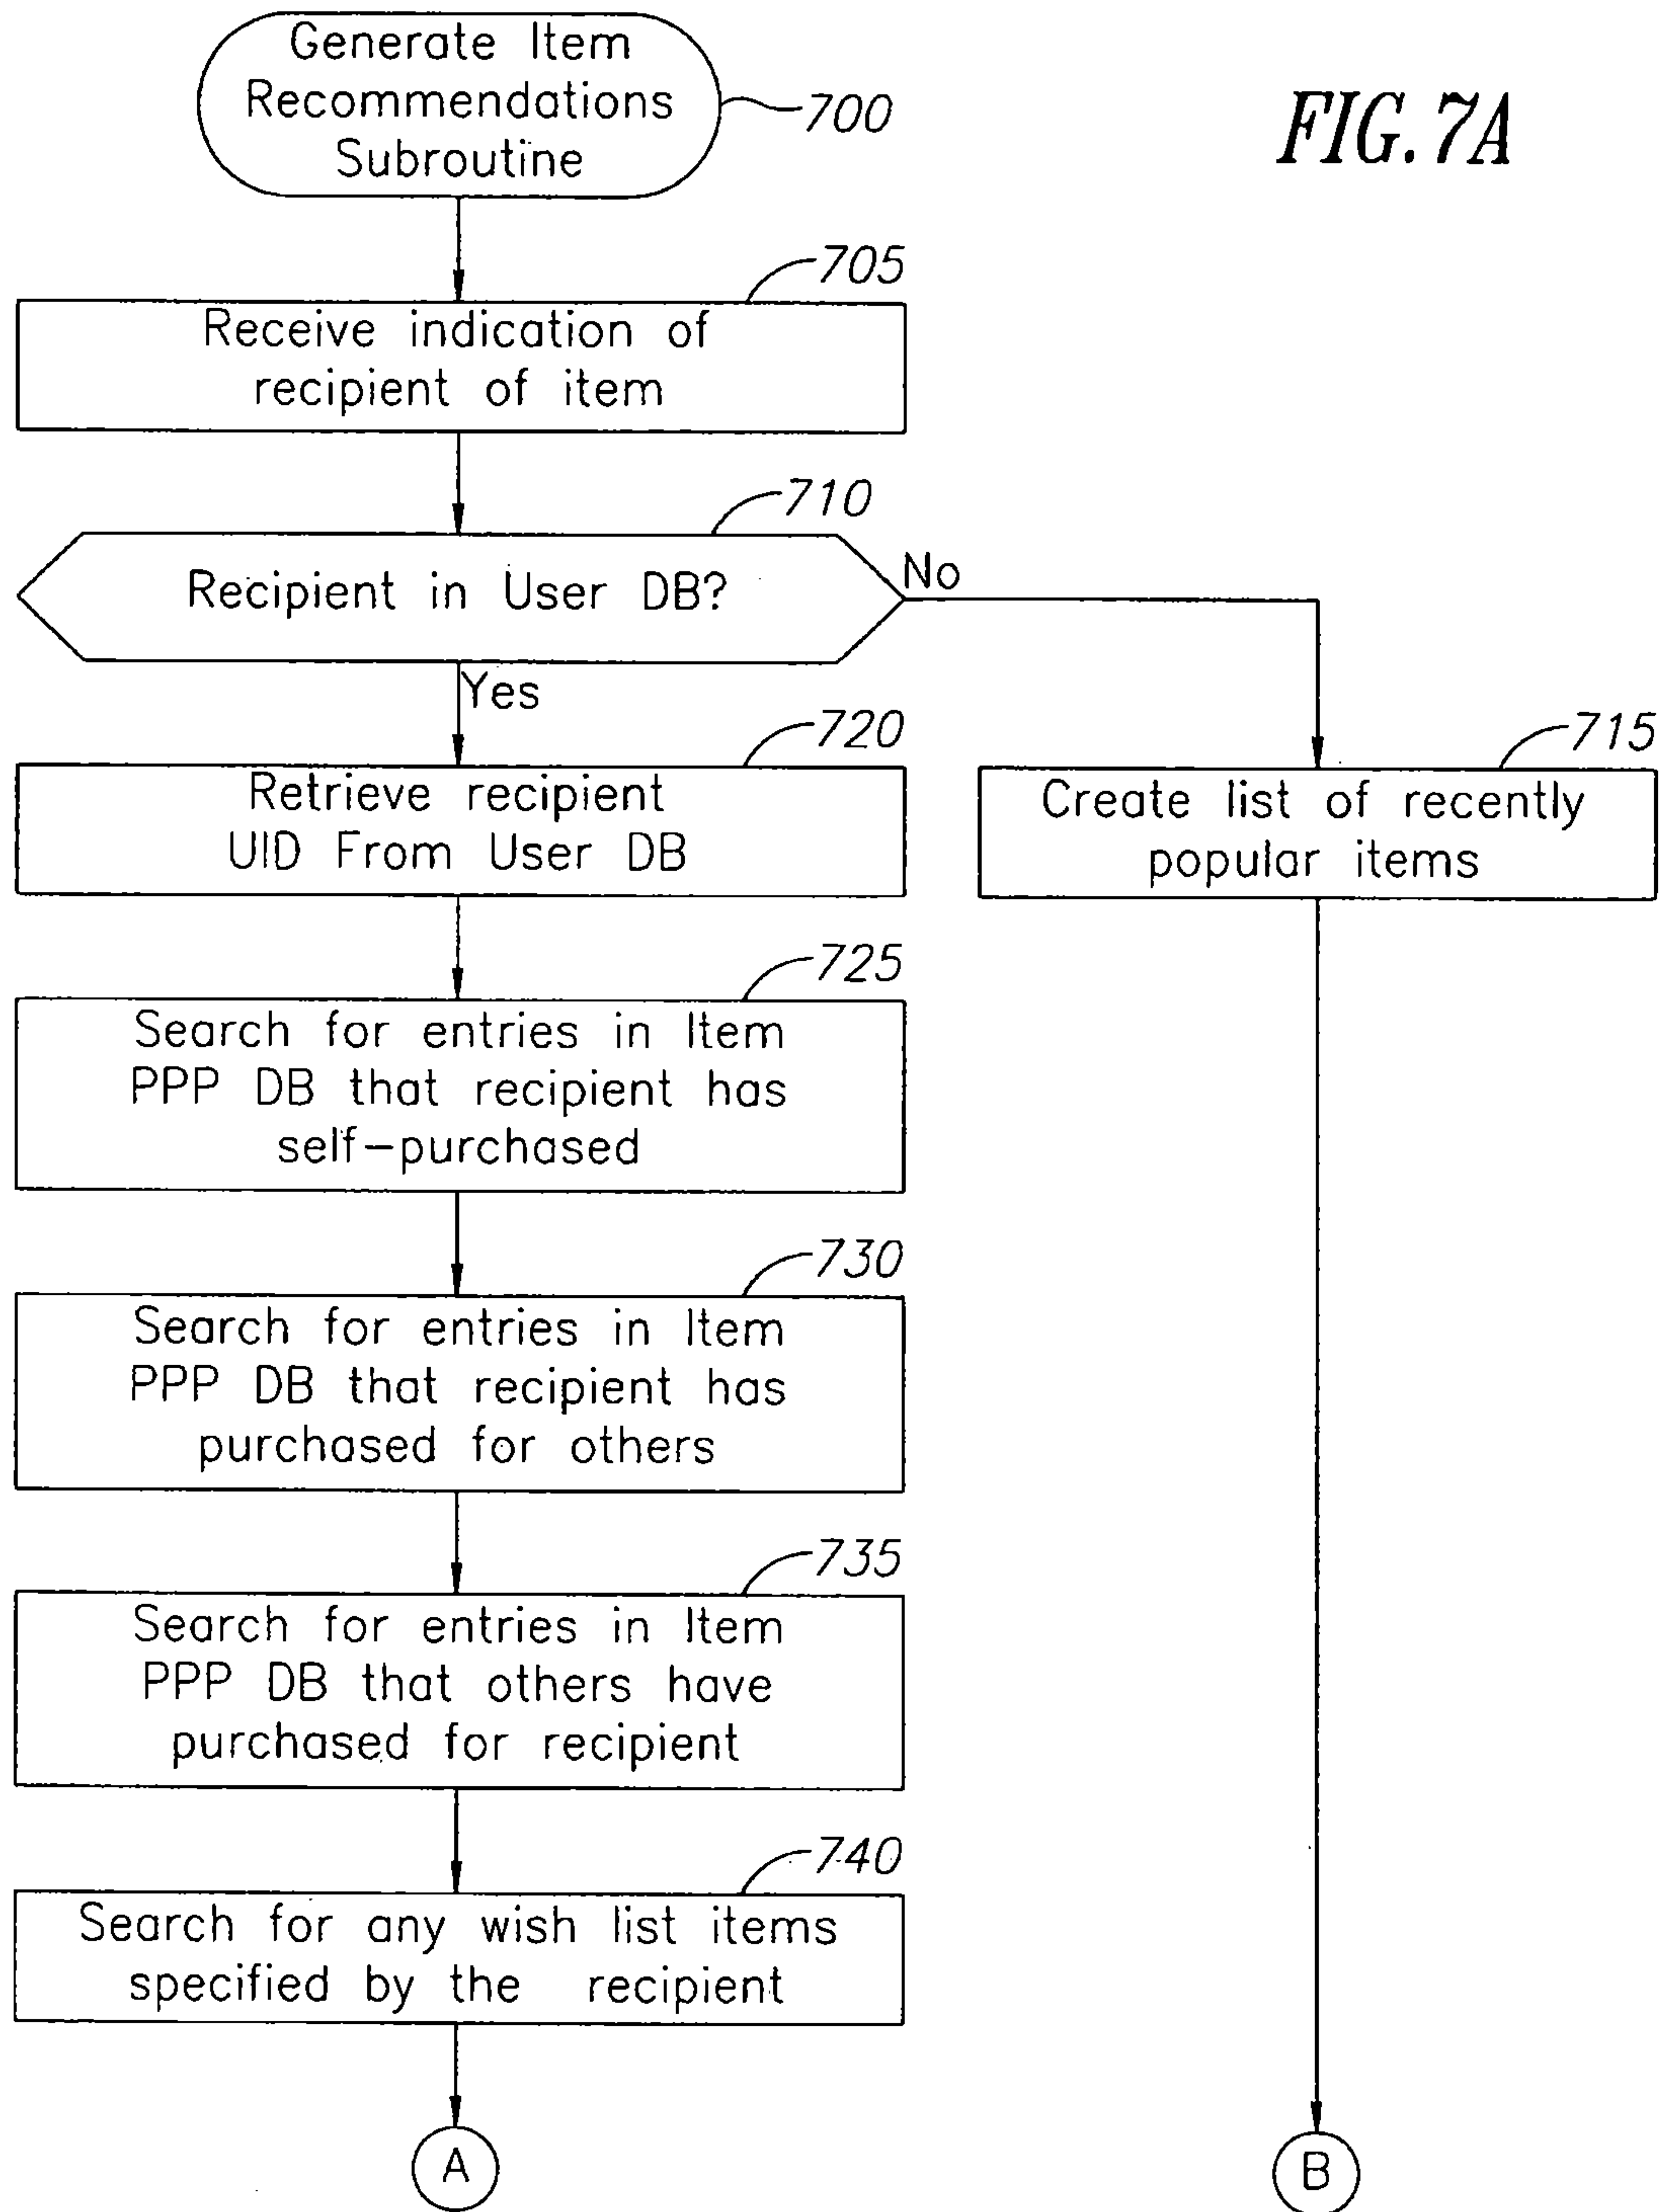 Generate Item
Recommendations
Subroutine
700
FIG. 7A
705
Receive indication of
recipient of item
710
Recipient in User DB?
No
Yes
720
Retrieve recipient
UID From User DB
715
Create list of recently
popular items
725
Search for entries in Item
PPP DB that recipient has
self-purchased
730
Search for entries in Item
PPP DB that recipient has
purchased for others
735
Search for entries in Item
PPP DB that others have
purchased for recipient
740
Search for any wish list items
specified by the recipient
A
B